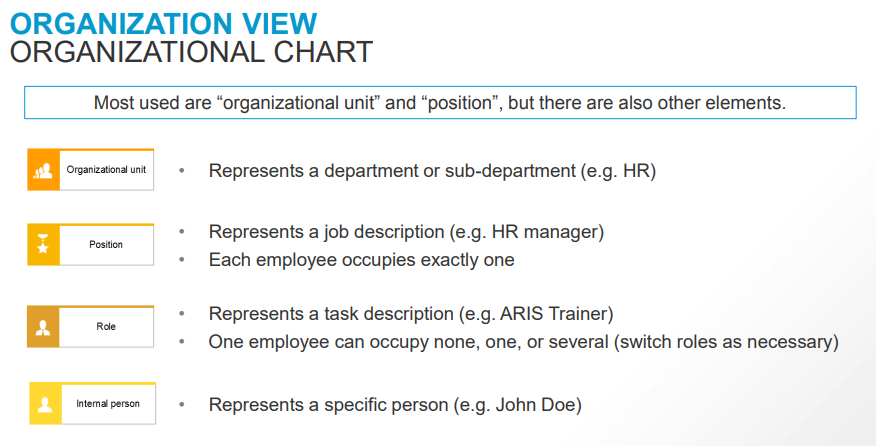 ORGANIZATION VIEW
ORGANIZATIONAL CHART
Most used are “organizational unit” and “position”, but there are also other elements.
Organizational unit
• Represents a department or sub-department (e.g. HR)
Position
• Represents a job description (e.g. HR manager)
• Each employee occupies exactly one
Role
• Represents a task description (e.g. ARIS Trainer)
• One employee can occupy none, one, or several (switch roles as necessary)
Internal person
• Represents a specific person (e.g. John Doe)